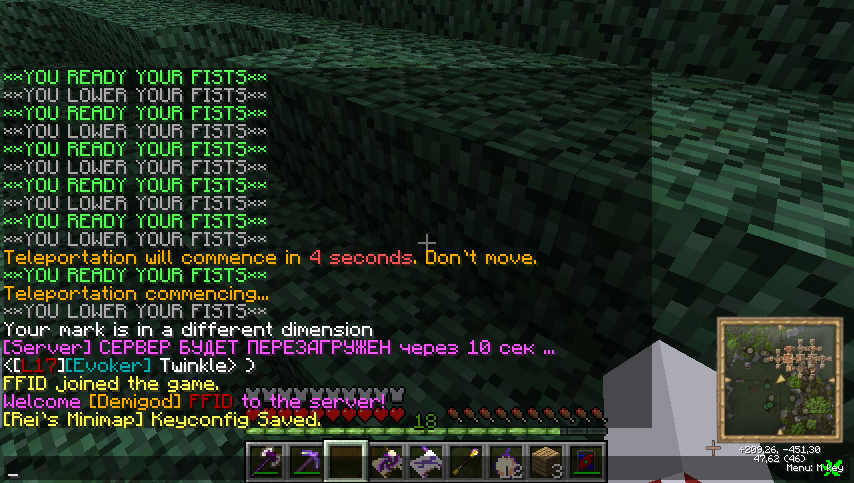 **YOU READY YOUR FISTS**
**YOU LOWER YOUR FISTS**
**YOU READY YOUR FISTS**
**YOU LOWER YOUR FISTS**
**YOU READY YOUR FISTS**
**YOU LOWER YOUR FISTS**
**YOU READY YOUR FISTS**
**YOU LOWER YOUR FISTS**
**YOU READY YOUR FISTS**
**YOU LOWER YOUR FISTS**
Teleportation will commence in 4 seconds. Don't move.
**YOU READY YOUR FISTS**
Teleportation commencing...
**YOU LOWER YOUR FISTS**
Your mark is in a different dimension
[Server] СЕРВЕР БУДЕТ ПЕРЕЗАГРУЖЕН через 10 сек ...
<[L17][Evoker] Twinkle> )
FFID joined the game.
Welcome [Demigod] FFID to the server!
[Rei's Minimap] Keyconfig Saved.
18
2
3
+209,26, -451,30
47,62 (46)
Menu: M key
_